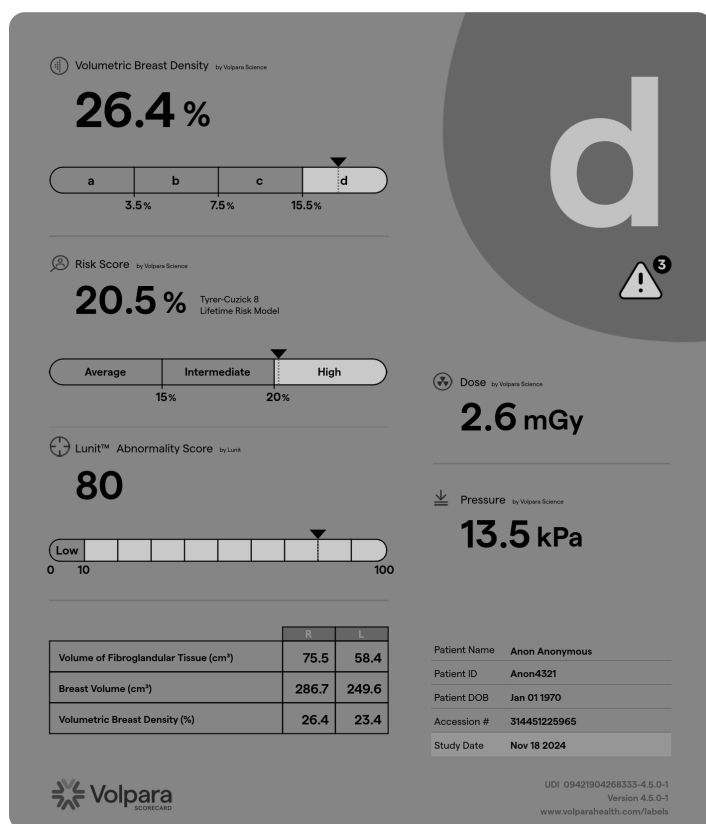 Volumetric Breast Density by Volpara Science
26.4 %
a b c d
3.5% 7.5% 15.5%
Risk Score by Volpara Science
20.5 % Tyrer-Cuzick 8
Lifetime Risk Model
Average Intermediate High
15% 20%
Lunit™ Abnormality Score by Lunit
80
Low
0 10 100
R L
Volume of Fibroglandular Tissue (cm³) 75.5 58.4
Breast Volume (cm³) 286.7 249.6
Volumetric Breast Density (%) 26.4 23.4
Volpara
SCORECARD
d
3
Dose by Volpara Science
2.6 mGy
Pressure by Volpara Science
13.5 kPa
Patient Name Anon Anonymous
Patient ID Anon4321
Patient DOB Jan 01 1970
Accession # 314451225965
Study Date Nov 18 2024
UDI 09421904268333-4.5.0-1
Version 4.5.0-1
www.volparahealth.com/labels